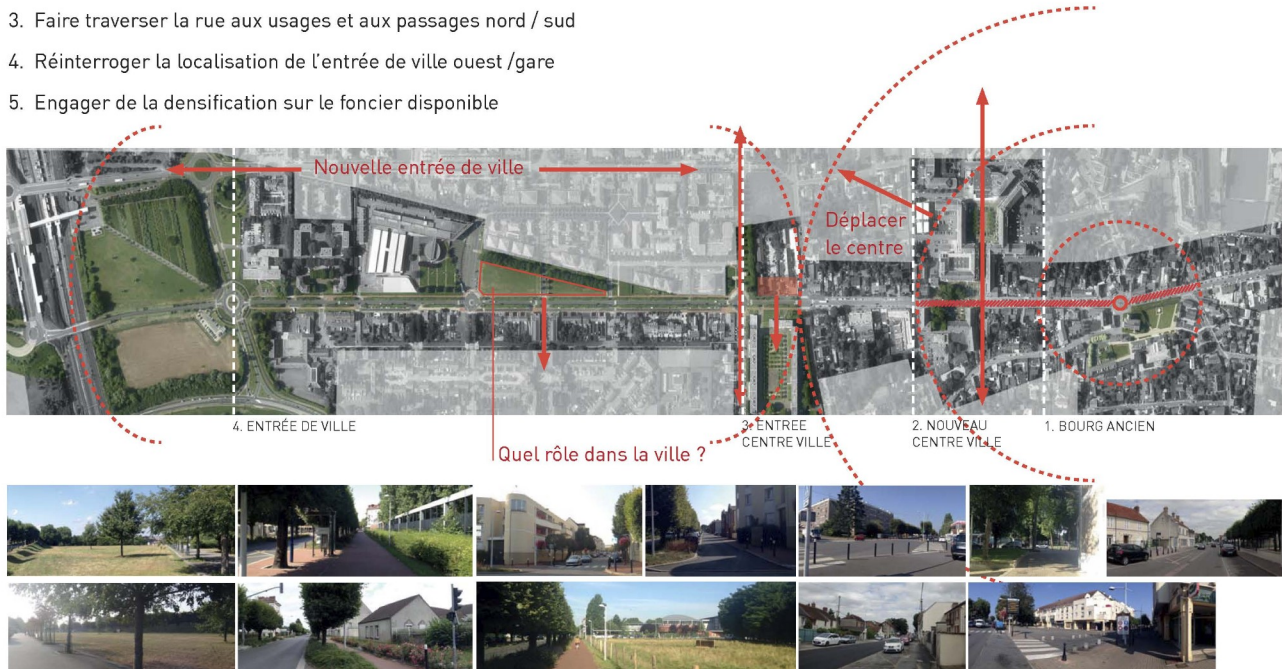 3. Faire traverser la rue aux usages et aux passages nord / sud
4. Réinterroger la localisation de l'entrée de ville ouest /gare
5. Engager de la densification sur le foncier disponible
Nouvelle entrée de ville
Déplacer
le centre
4. ENTRÉE DE VILLE
3. ENTREE
CENTRE VILLE
2. NOUVEAU
CENTRE VILLE
1. BOURG ANCIEN
Quel rôle dans la ville ?